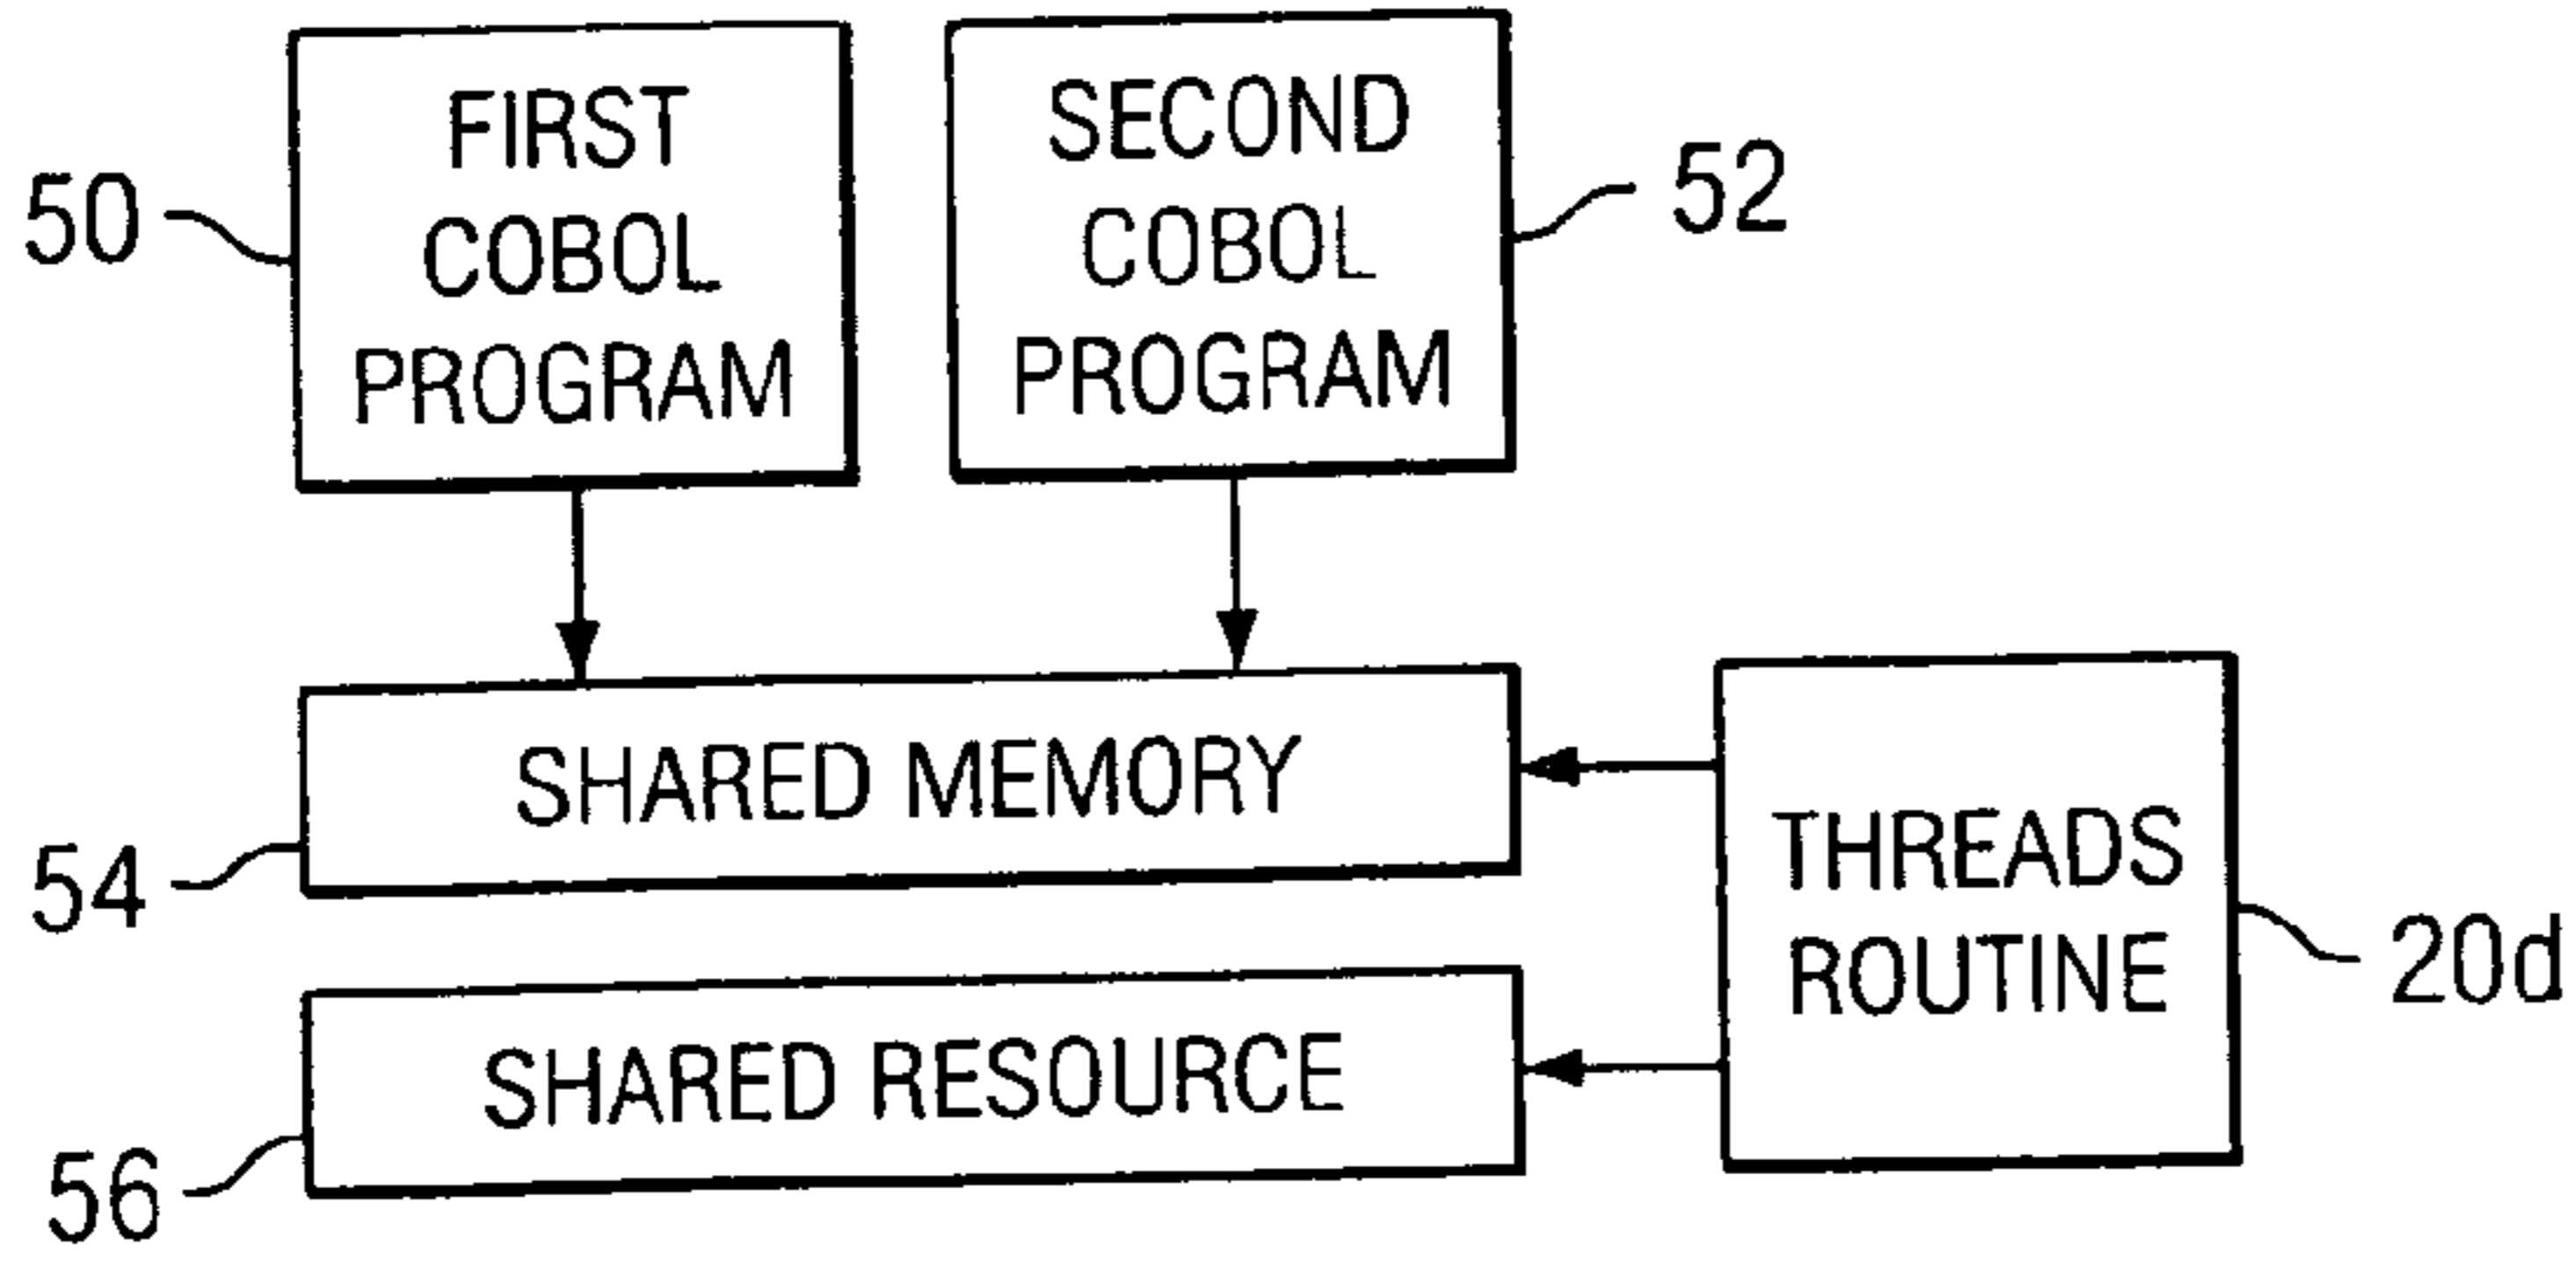 FIRST
COBOL
PROGRAM
50
SECOND
COBOL
PROGRAM
52
SHARED MEMORY
54
THREADS
ROUTINE
20d
SHARED RESOURCE
56